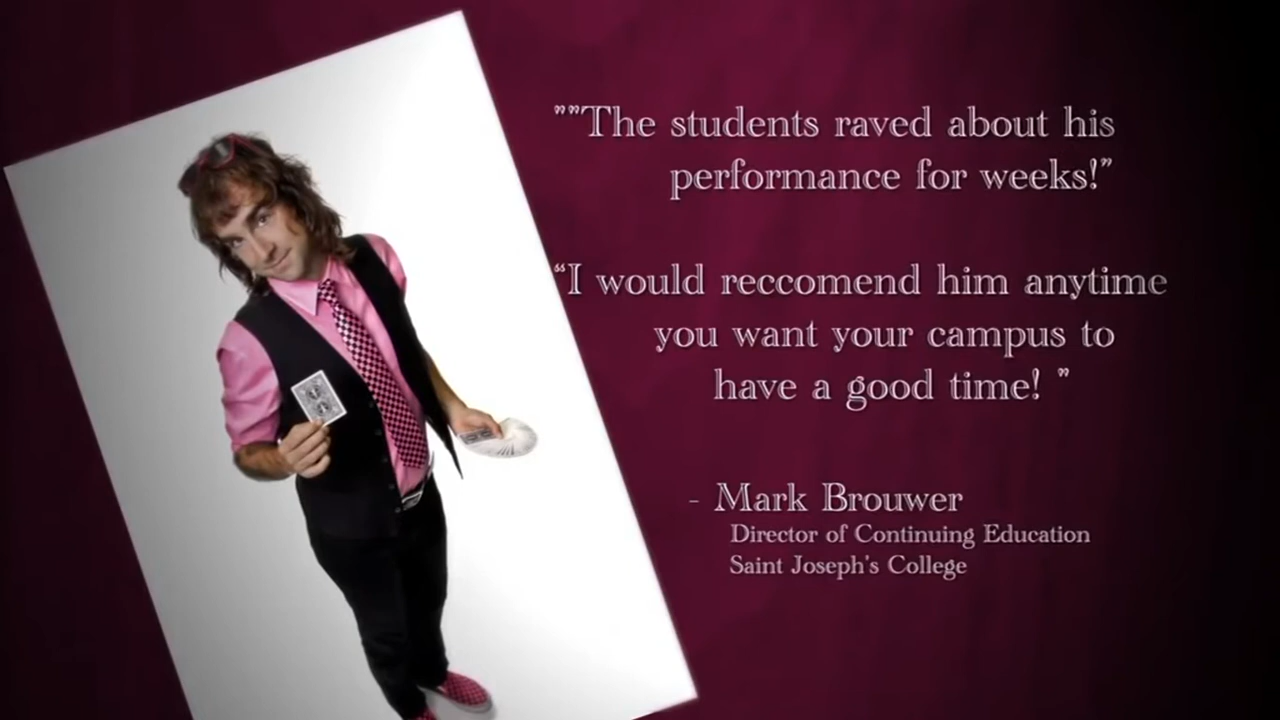 ""The students raved about his
performance for weeks!"
“I would reccomend him anytime
you want your campus to
have a good time! ”
- Mark Brouwer
Director of Continuing Education
Saint Joseph's College